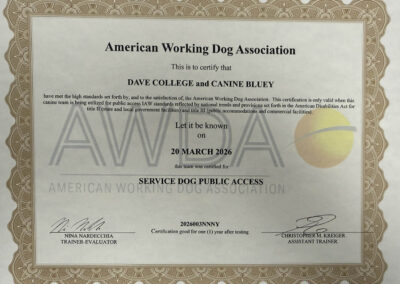 American Working Dog Association
This is to certify that
DAVE COLLEGE and CANINE BLUEY
have met the high standards set forth by, and to the satisfaction of, the American Working Dog Association. This certification is only valid when this
canine team is being utilized for public access IAW standards reflected by national trends and provisions set forth in the American Disabilities Act for
title II (state and local government facilities) and title III (public accommodations and commercial facilities).
Let it be known
on
20 MARCH 2026
this team was certified for
SERVICE DOG PUBLIC ACCESS
AWDA
AMERICAN WORKING DOG ASSOCIATION
NINA NARDECCHIA
TRAINER-EVALUATOR
2026003NNNY
Certification good for one (1) year after testing
CHRISTOPHER M. KREIGER
ASSISTANT TRAINER